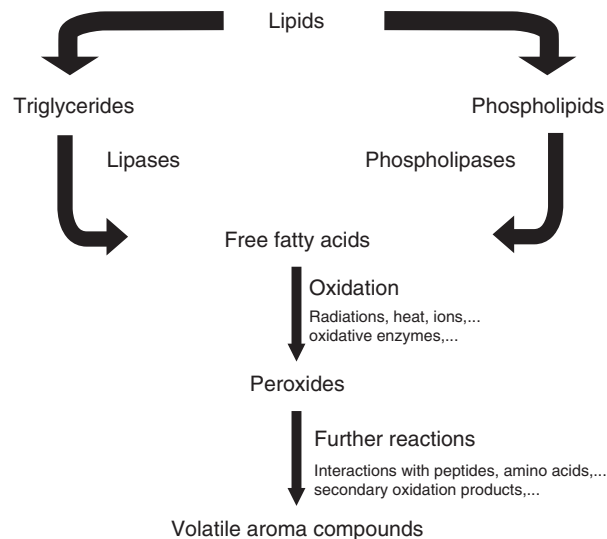 Lipids
Triglycerides
Phospholipids
Lipases
Phospholipases
Free fatty acids
Oxidation
Radiations, heat, ions,...
oxidative enzymes,...
Peroxides
Further reactions
Interactions with peptides, amino acids,...
secondary oxidation products,...
Volatile aroma compounds